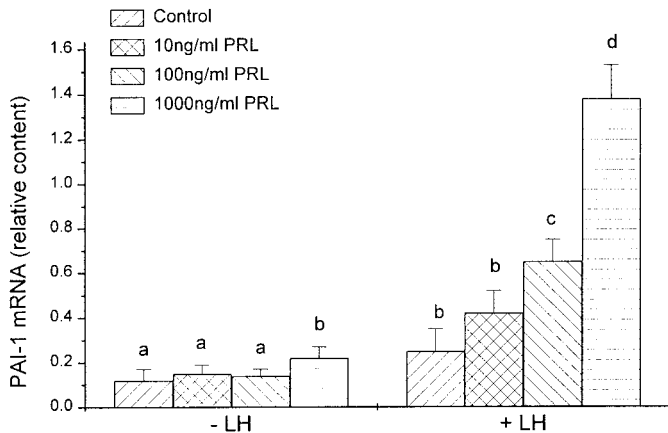 Control
10ng/ml PRL
100ng/ml PRL
1000ng/ml PRL
PAI-1 mRNA (relative content)
1.6
1.4
1.2
1.0
0.8
0.6
0.4
0.2
0.0
a
a
a
b
b
b
c
d
- LH
+ LH